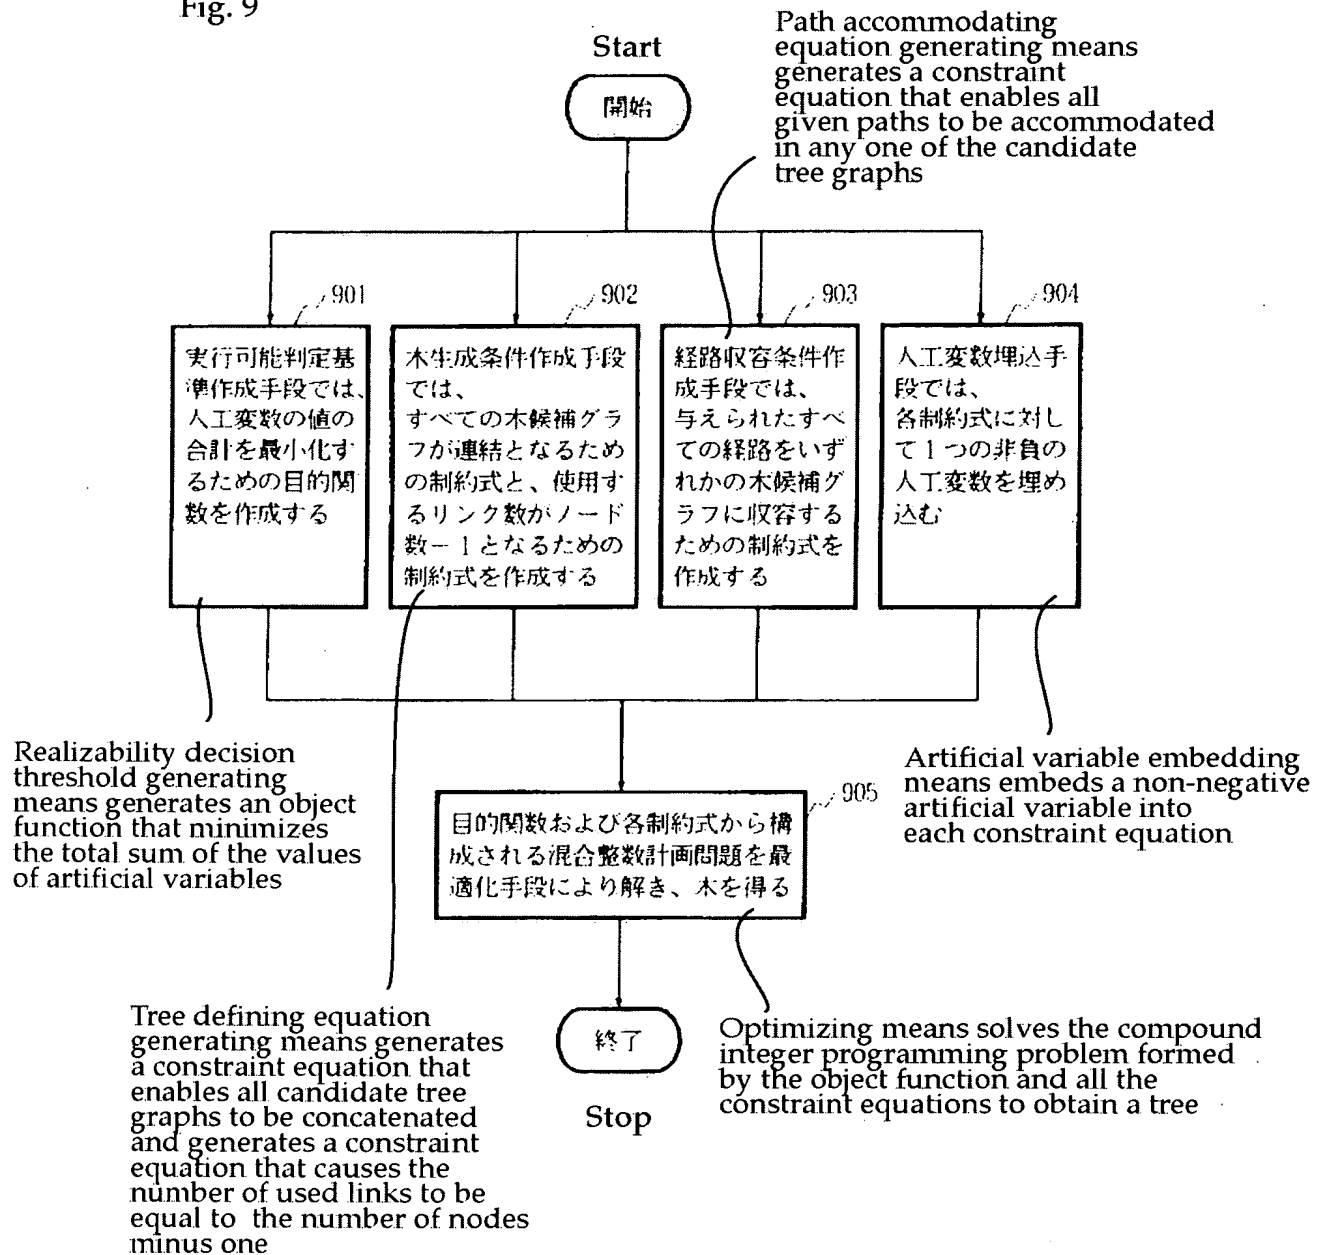 Fig. 9
Start
開始
Path accommodating
equation generating means
generates a constraint
equation that enables all
given paths to be accommodated
in any one of the candidate
tree graphs
901
実行可能判定基
準作成手段では、
人工変数の値の
合計を最小化す
るための目的関
数を作成する
902
木生成条件作成手段
では、
すべての木候補グラ
フが連結となるため
の制約式と、使用す
るリンク数がノード
数－１となるための
制約式を作成する
903
経路収容条件作
成手段では、
与えられたすべ
ての経路をいず
れかの木候補グ
ラフに収容する
ための制約式を
作成する
904
人工変数埋込手
段では、
各制約式に対し
て１つの非負の
人工変数を埋め
込む
Realizability decision
threshold generating
means generates an object
function that minimizes
the total sum of the values
of artificial variables
Artificial variable embedding
means embeds a non-negative
artificial variable into
each constraint equation
905
目的関数および各制約式から構
成される混合整数計画問題を最
適化手段により解き、木を得る
Tree defining equation
generating means generates
a constraint equation that
enables all candidate tree
graphs to be concatenated
and generates a constraint
equation that causes the
number of used links to be
equal to the number of nodes
minus one
終了
Stop
Optimizing means solves the compound
integer programming problem formed
by the object function and all the
constraint equations to obtain a tree